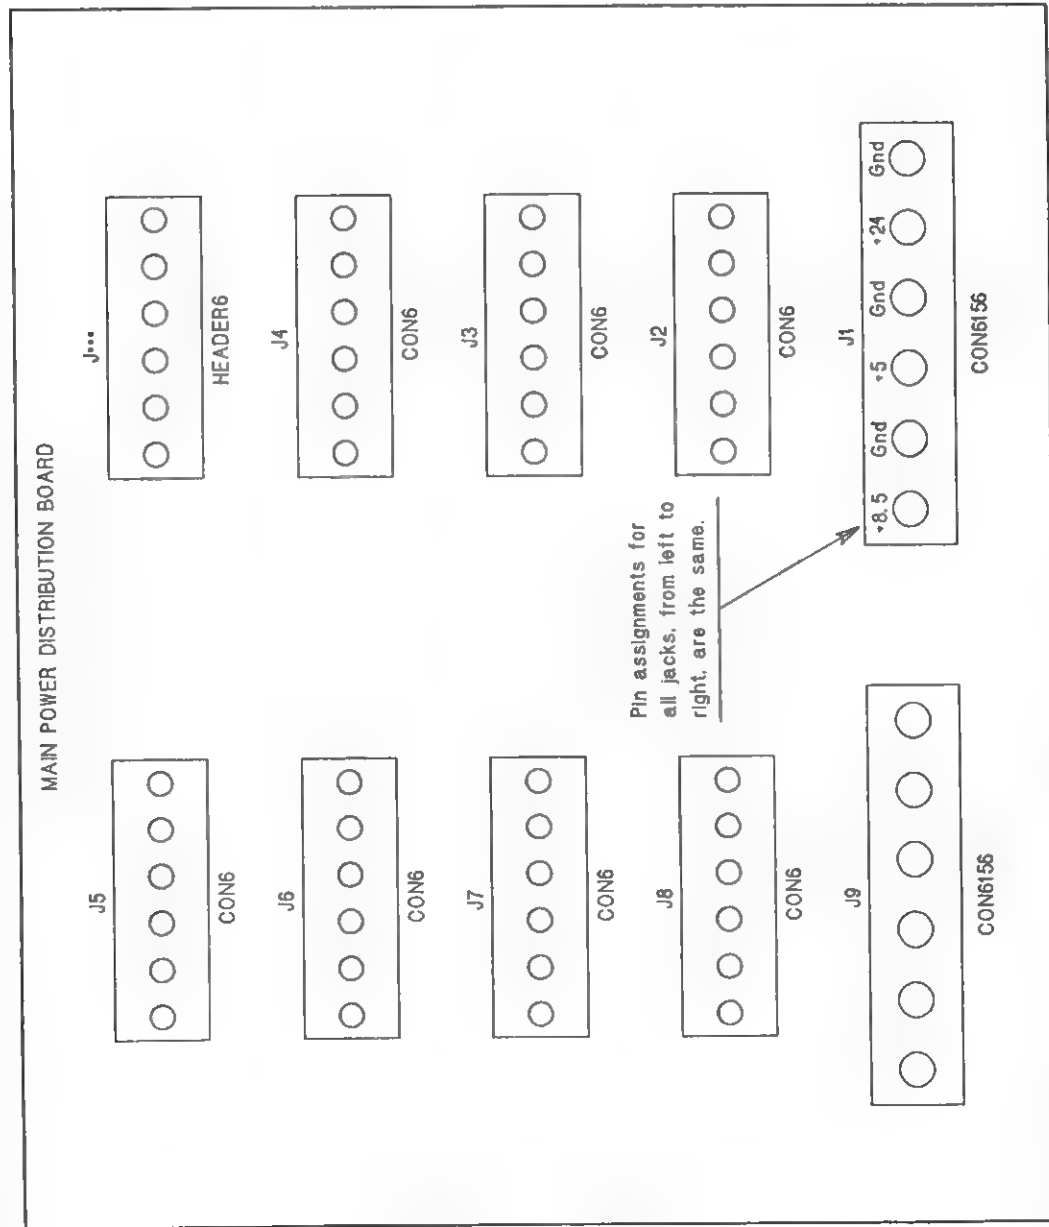 MAIN POWER DISTRIBUTION BOARD
J5
J•••
CON6
HEADER6
J6
J4
CON6
CON6
J7
J3
CON6
CON6
Pin assignments for
all jacks, from left to
right, are the same.
J8
J2
CON6
CON6
J9
J1
+8.5 Gnd +5 Gnd +24 Gnd
CON6156
CON6156